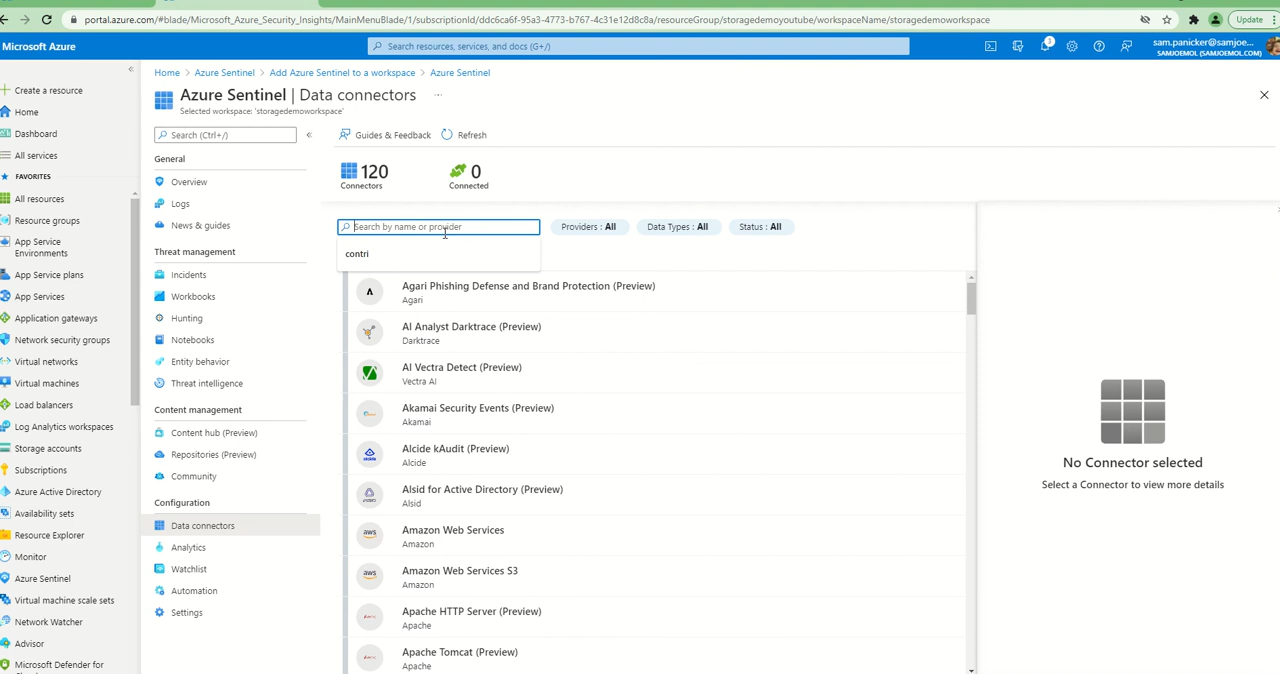 portal.azure.com/#blade/Microsoft_Azure_Security_Insights/MainMenuBlade/1/subscriptionId/ddc6ca6f-95a3-4773-b767-4c31e12d8c8a/resourceGroup/storagedemoyoutube/workspaceName/storagedemoworkspace
Update
Microsoft Azure
Search resources, services, and docs (G+/)
1
sam.panicker@samjoe...
SAMJOEMOL (SAMJOEMOL.COM)
Home > Azure Sentinel > Add Azure Sentinel to a workspace > Azure Sentinel
Azure Sentinel | Data connectors ...
Selected workspace: 'storagedemoworkspace'
Create a resource
Home
Dashboard
All services
FAVORITES
All resources
Resource groups
App Service
Environments
App Service plans
App Services
Application gateways
Network security groups
Virtual networks
Virtual machines
Load balancers
Log Analytics workspaces
Storage accounts
Subscriptions
Azure Active Directory
Availability sets
Resource Explorer
Monitor
Azure Sentinel
Virtual machine scale sets
Network Watcher
Advisor
Microsoft Defender for
Search (Ctrl+/)
General
Overview
Logs
News & guides
Threat management
Incidents
Workbooks
Hunting
Notebooks
Entity behavior
Threat intelligence
Content management
Content hub (Preview)
Repositories (Preview)
Community
Configuration
Data connectors
Analytics
Watchlist
Automation
Settings
Guides & Feedback
Refresh
120
Connectors
0
Connected
Search by name or provider
Providers : All
Data Types : All
Status : All
contri
Agari Phishing Defense and Brand Protection (Preview)
Agari
AI Analyst Darktrace (Preview)
Darktrace
AI Vectra Detect (Preview)
Vectra AI
Akamai Security Events (Preview)
Akamai
Alcide kAudit (Preview)
Alcide
Alsid for Active Directory (Preview)
Alsid
Amazon Web Services
Amazon
Amazon Web Services S3
Amazon
Apache HTTP Server (Preview)
Apache
Apache Tomcat (Preview)
Apache
No Connector selected
Select a Connector to view more details